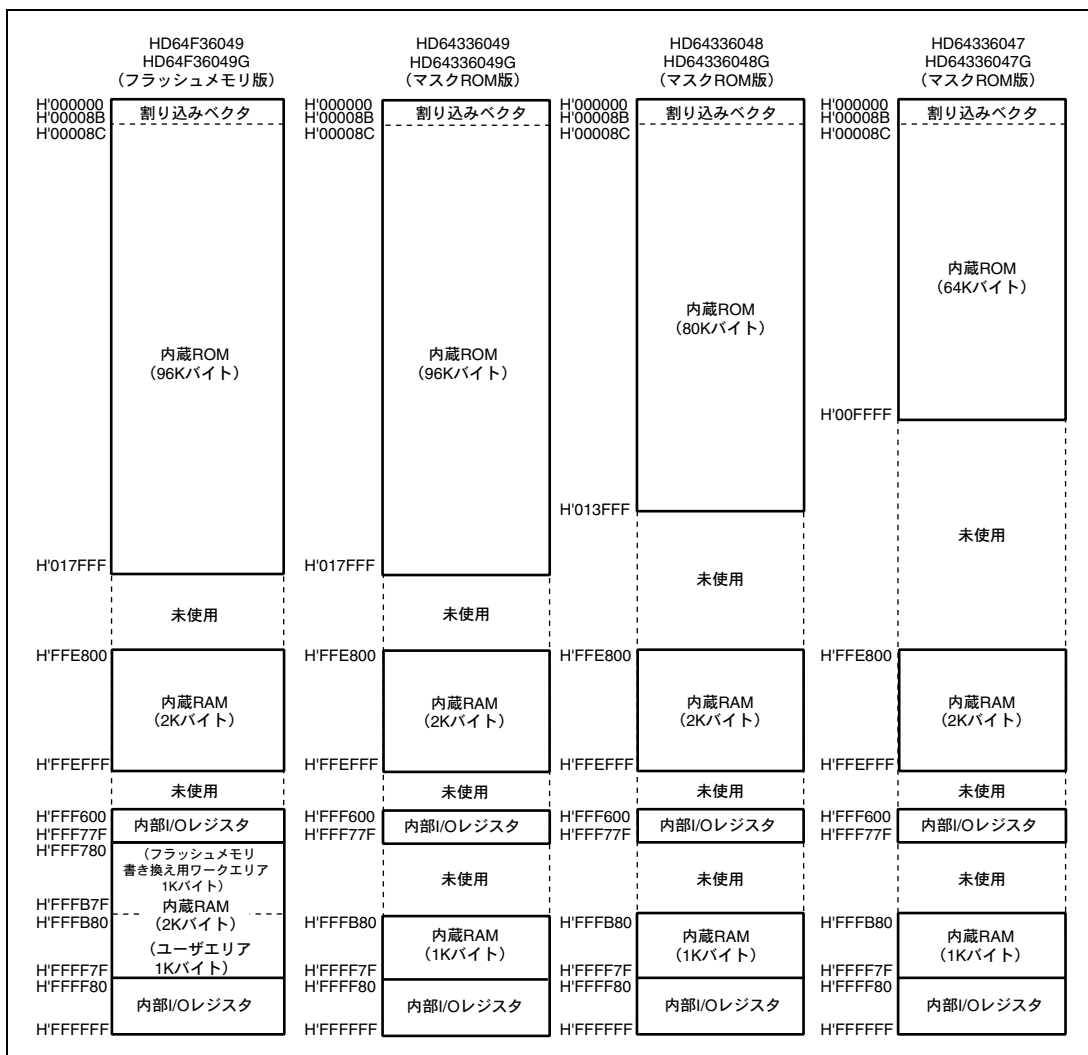 HD64F36049
HD64F36049G
（フラッシュメモリ版）
H'000000
H'00008B
H'00008C
割り込みベクタ
内蔵ROM
（96Kバイト）
H'017FFF
未使用
H'FFE800
内蔵RAM
（2Kバイト）
H'FFEFFF
未使用
H'FFF600
H'FFF77F
H'FFF780
内部I/Oレジスタ
（フラッシュメモリ
書き換え用ワークエリア
1Kバイト）
H'FFFB7F
H'FFFB80
内蔵RAM
（2Kバイト）
（ユーザエリア
1Kバイト）
H'FFFF7F
H'FFFF80
内部I/Oレジスタ
H'FFFFFF
HD64336049
HD64336049G
（マスクROM版）
H'000000
H'00008B
H'00008C
割り込みベクタ
内蔵ROM
（96Kバイト）
H'017FFF
未使用
H'FFE800
内蔵RAM
（2Kバイト）
H'FFEFFF
未使用
H'FFF600
H'FFF77F
内部I/Oレジスタ
未使用
H'FFFB80
内蔵RAM
（1Kバイト）
H'FFFF7F
H'FFFF80
内部I/Oレジスタ
H'FFFFFF
HD64336048
HD64336048G
（マスクROM版）
H'000000
H'00008B
H'00008C
割り込みベクタ
内蔵ROM
（80Kバイト）
H'013FFF
未使用
H'FFE800
内蔵RAM
（2Kバイト）
H'FFEFFF
未使用
H'FFF600
H'FFF77F
内部I/Oレジスタ
未使用
H'FFFB80
内蔵RAM
（1Kバイト）
H'FFFF7F
H'FFFF80
内部I/Oレジスタ
H'FFFFFF
HD64336047
HD64336047G
（マスクROM版）
H'000000
H'00008B
H'00008C
割り込みベクタ
内蔵ROM
（64Kバイト）
H'00FFFF
未使用
H'FFE800
内蔵RAM
（2Kバイト）
H'FFEFFF
未使用
H'FFF600
H'FFF77F
内部I/Oレジスタ
未使用
H'FFFB80
内蔵RAM
（1Kバイト）
H'FFFF7F
H'FFFF80
内部I/Oレジスタ
H'FFFFFF